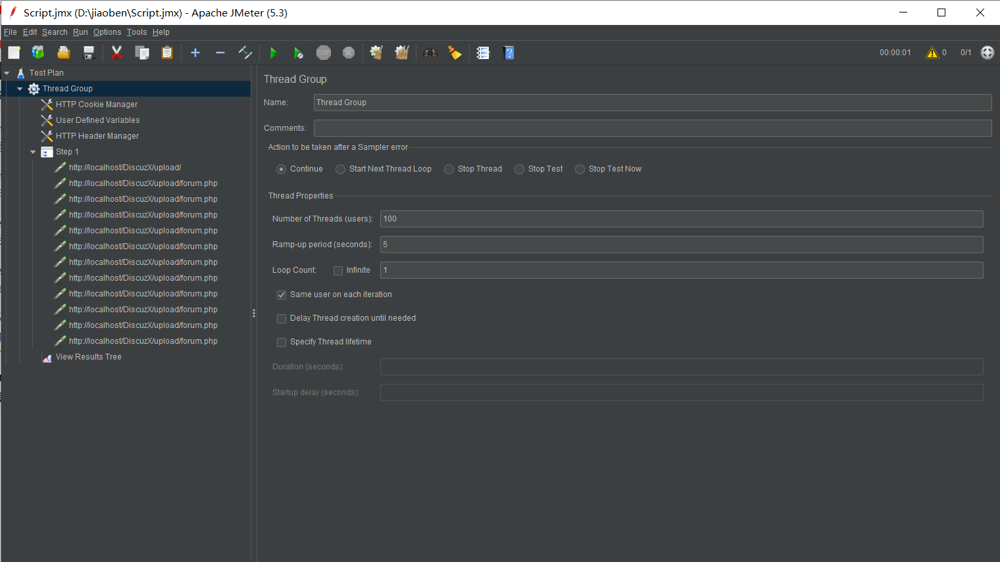 Script.jmx (D:\jiaoben\Script.jmx) - Apache JMeter (5.3)
File Edit Search Run Options Tools Help
STOP
00:00:01 0 0/1
Test Plan
Thread Group
HTTP Cookie Manager
User Defined Variables
HTTP Header Manager
Step 1
http://localhost/DiscuzX/upload/
http://localhost/DiscuzX/upload/forum.php
http://localhost/DiscuzX/upload/forum.php
http://localhost/DiscuzX/upload/forum.php
http://localhost/DiscuzX/upload/forum.php
http://localhost/DiscuzX/upload/forum.php
http://localhost/DiscuzX/upload/forum.php
http://localhost/DiscuzX/upload/forum.php
http://localhost/DiscuzX/upload/forum.php
http://localhost/DiscuzX/upload/forum.php
http://localhost/DiscuzX/upload/forum.php
http://localhost/DiscuzX/upload/forum.php
View Results Tree
Thread Group
Name: Thread Group
Comments:
Action to be taken after a Sampler error
Continue Start Next Thread Loop Stop Thread Stop Test Stop Test Now
Thread Properties
Number of Threads (users): 100
Ramp-up period (seconds): 5
Loop Count: Infinite 1
Same user on each iteration
Delay Thread creation until needed
Specify Thread lifetime
Duration (seconds):
Startup delay (seconds):